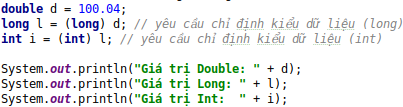 double d = 100.04;
long l = (long) d; // yêu cầu chỉ định kiểu dữ liệu (long)
int i = (int) l; // yêu cầu chỉ định kiểu dữ liệu (int)
System.out.println("Giá trị Double: " + d);
System.out.println("Giá trị Long: " + l);
System.out.println("Giá trị Int:  " + i);